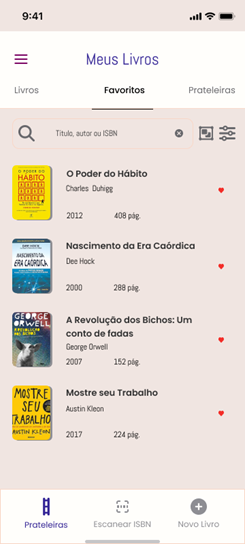 9:41
Meus Livros
Livros
Favoritos
Prateleiras
Título, autor ou ISBN
O PODER DO
HÁBITO
O Poder do Hábito
Charles Duhigg
2012
408 pág.
DEE HOCK
NASCIMENTO DA
ERA CAÓRDICA
Nascimento da Era Caórdica
Dee Hock
2000
288 pág.
GEORGE
ORWELL
A Revolução dos Bichos: Um
conto de fadas
George Orwell
2007
152 pág.
MOSTRE
SEU
TRABALHO
AUSTIN KLEON
Mostre seu Trabalho
Austin Kleon
2017
224 pág.
Prateleiras
Escanear ISBN
Novo Livro